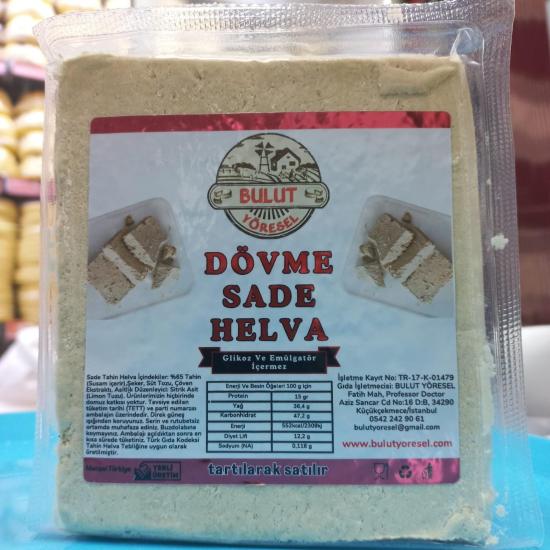 BULUT
YÖRESEL
DÖVME
SADE
HELVA
Glikoz Ve Emülgatör
İçermez
Sade Tahin Helva İçindekiler: %65 Tahin
(Susam içerir),Şeker, Süt Tozu, Çöven
Ekstraktı, Asitlik Düzenleyici: Sitrik Asit
(Limon Tozu). Ürünlerimizin hiçbirinde
domuz katkısı yoktur. Tavsiye edilen
tüketim tarihi (TETT) ve parti numarası
ambalajın üzerindedir. Direk güneş
ışığından koruyunuz. Serin ve rutubetsiz
ortamda muhafaza ediniz. Buzdolabına
koymayınız. Ambalajı açıldıktan sonra en
kısa sürede tüketiniz. Türk Gıda Kodeksi
Tahin Helva Tebliğine uygun olarak
üretilmiştir.
Enerji Ve Besin Öğeleri 100 g için
Protein 15 gr
Yağ 36,4 g
Karbonhidrat 47,2 g
Enerji 552kcal/2309kj
Diyet Lifi 12,2 g
Sodyum (NA) 0,118 g
İşletme Kayıt No: TR-17-K-01479
Gıda İşletmecisi: BULUT YÖRESEL
Fatih Mah, Professor Doctor
Aziz Sancar Cd No:16 D:B, 34290
Küçükçekmece/İstanbul
0542 242 90 61
bulutyoresel@gmail.com
www.bulutyoresel.com
Menşei:Türkiye
YERLİ
ÜRETİM
tartılarak satılır